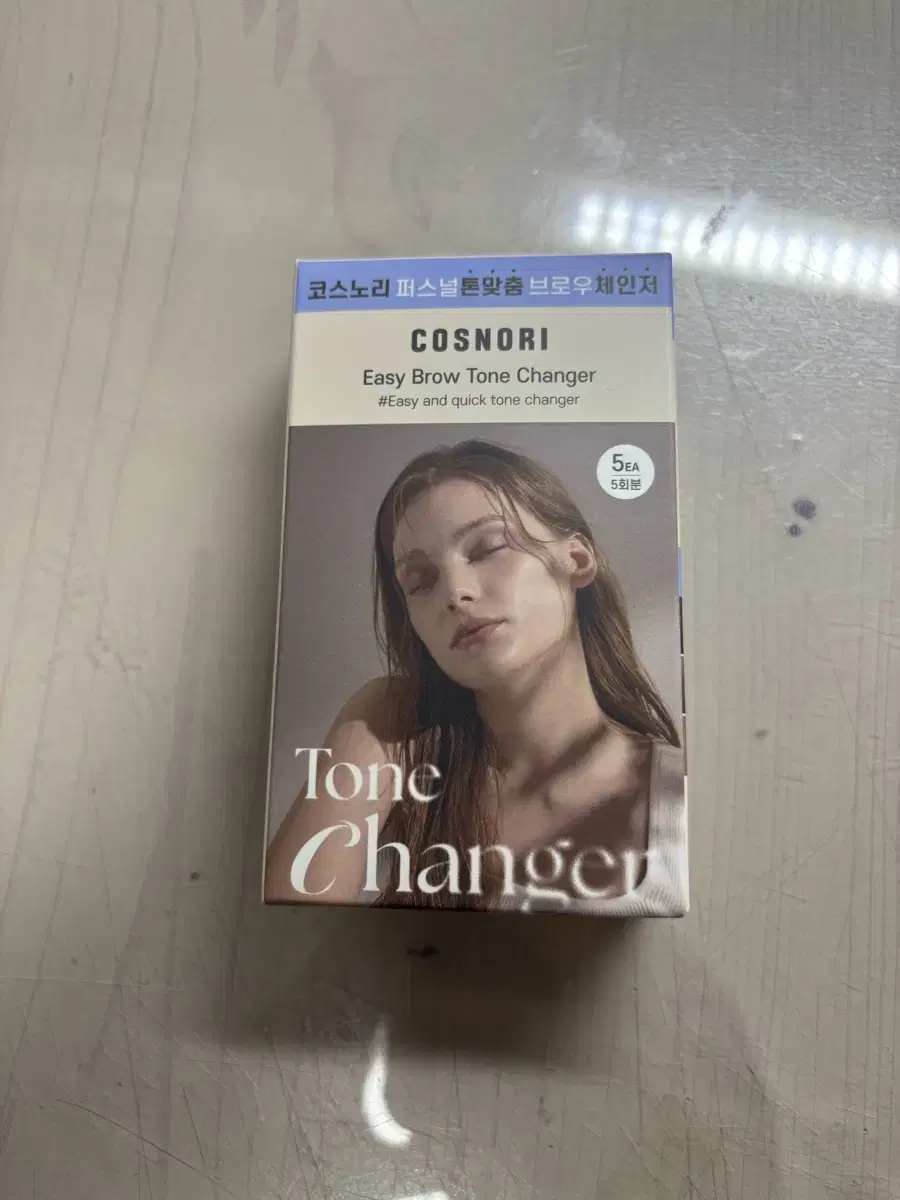 코스노리 퍼스널톤맞춤 브로우체인저
COSNORI
Easy Brow Tone Changer
#Easy and quick tone changer
5EA
5회분
Tone
Changer